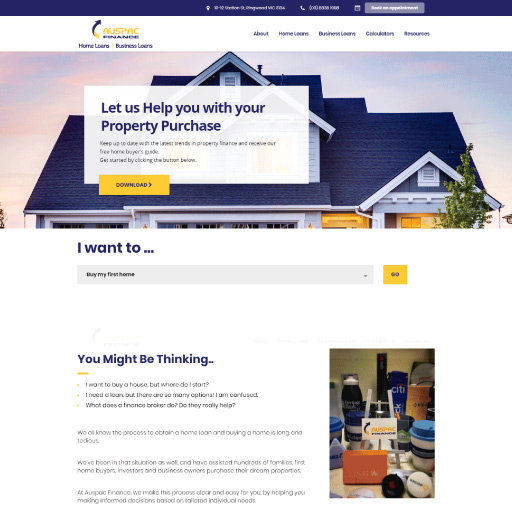 10-12 Station St, Ringwood VIC 3134
(03) 8838 1986
Book an appointment
AUSPAC
FINANCE
Home Loans | Business Loans
About
Home Loans
Business Loans
Calculators
Resources
Let us Help you with your
Property Purchase
Keep up to date with the latest trends in property finance and receive our
free home buyer's guide.
Get started by clicking the button below.
DOWNLOAD
I want to ...
Buy my first home
GO
You Might Be Thinking..
I want to buy a house, but where do I start?
I need a loan, but there are so many options! I am confused.
What does a finance broker do? Do they really help?
We all know the process to obtain a home loan and buying a home is long and
tedious.
We've been in that situation as well, and have assisted hundreds of families, first
home buyers, investors and business owners purchase their dream properties.
At Auspac Finance, we make this process clear and easy for you, by helping you
making informed decisions based on tailored individual needs.
citi
AUSPAC
FINANCE